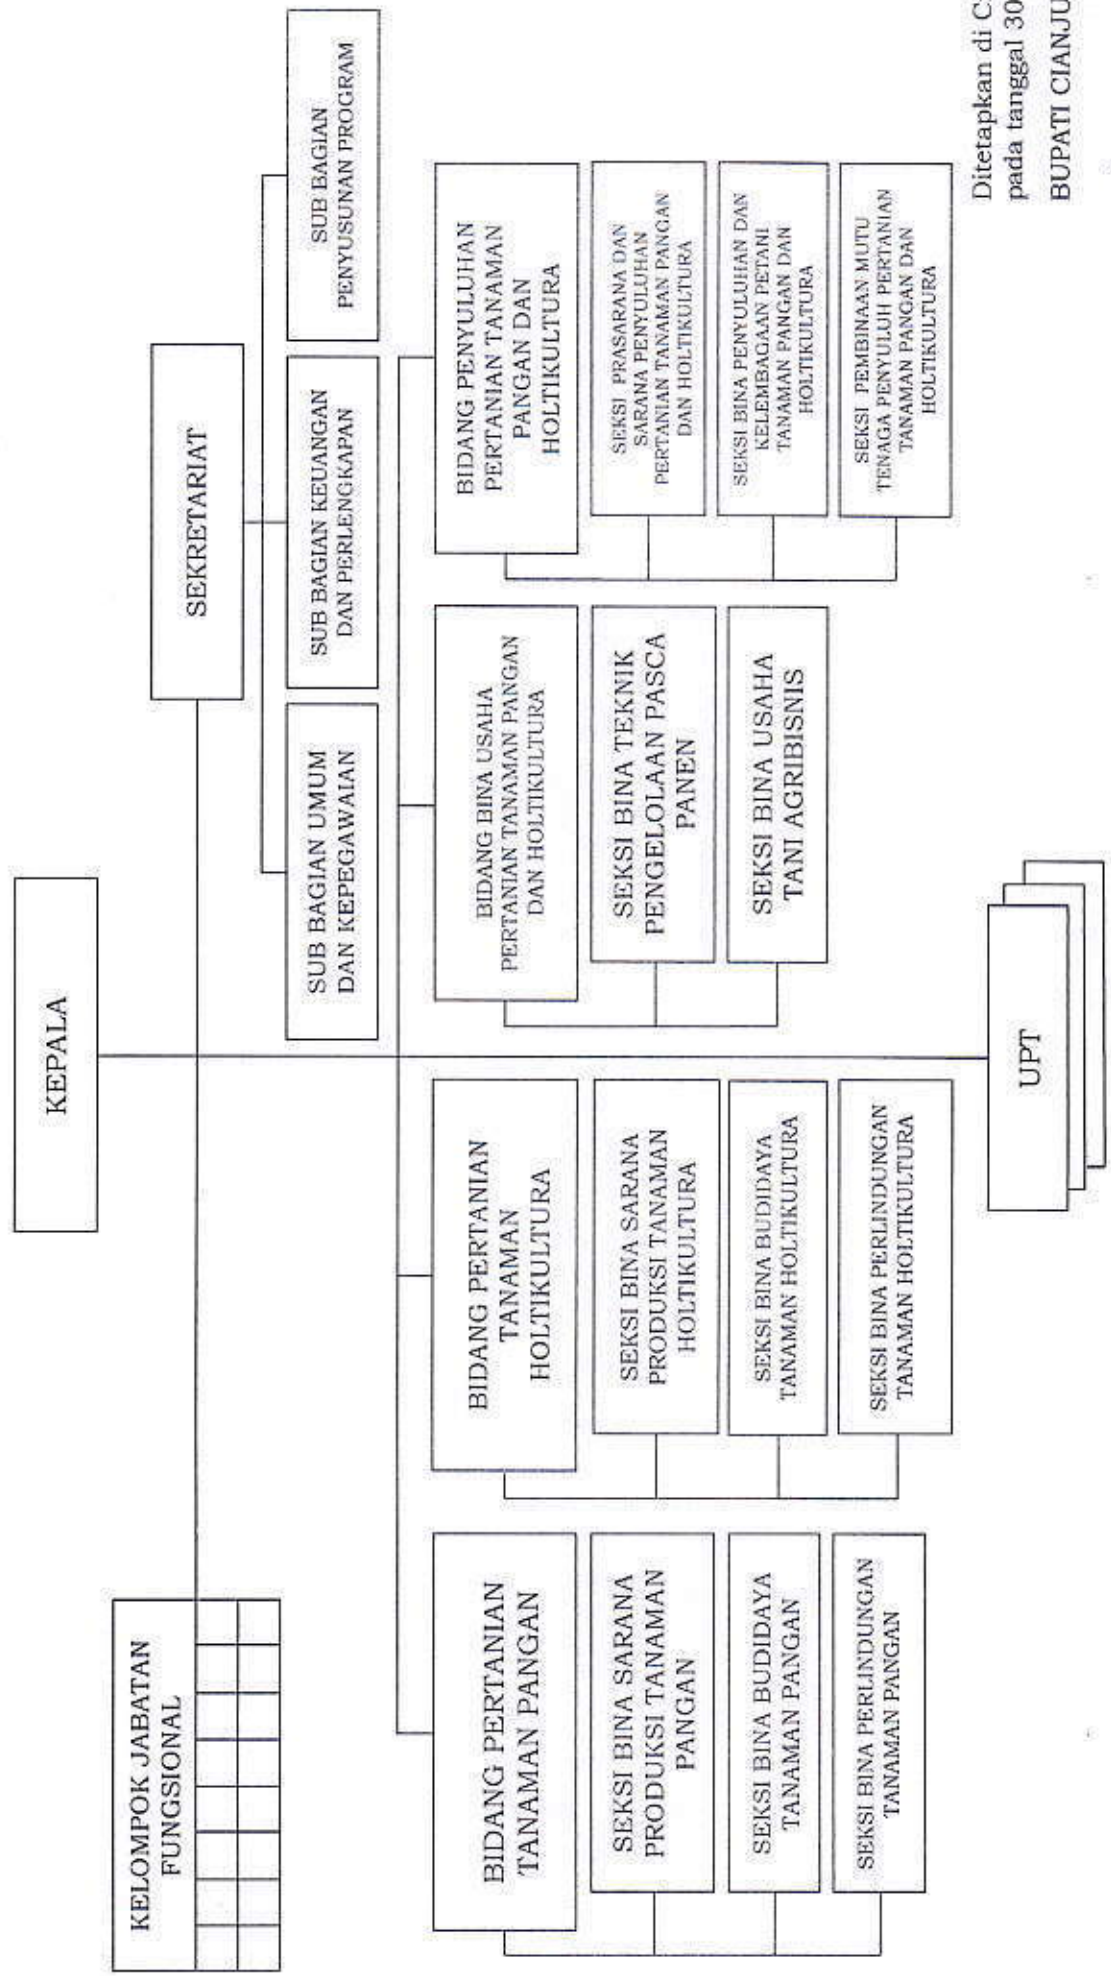 KEPALA
KELOMPOK JABATAN
FUNGSIONAL
SEKRETARIAT
SUB BAGIAN UMUM
DAN KEPEGAWAIAN
SUB BAGIAN KEUANGAN
DAN PERLENGKAPAN
SUB BAGIAN
PENYUSUNAN PROGRAM
BIDANG PERTANIAN
TANAMAN PANGAN
SEKSI BINA SARANA
PRODUKSI TANAMAN
PANGAN
SEKSI BINA BUDIDAYA
TANAMAN PANGAN
SEKSI BINA PERLINDUNGAN
TANAMAN PANGAN
BIDANG PERTANIAN
TANAMAN
HOLTIKULTURA
SEKSI BINA SARANA
PRODUKSI TANAMAN
HOLTIKULTURA
SEKSI BINA BUDIDAYA
TANAMAN HOLTIKULTURA
SEKSI BINA PERLINDUNGAN
TANAMAN HOLTIKULTURA
BIDANG BINA USAHA
PERTANIAN TANAMAN PANGAN
DAN HOLTIKULTURA
SEKSI BINA TEKNIK
PENGELOLAAN PASCA
PANEN
SEKSI BINA USAHA
TANI AGRIBISNIS
BIDANG PENYULUHAN
PERTANIAN TANAMAN
PANGAN DAN
HOLTIKULTURA
SEKSI PRASARANA DAN
SARANA PENYULUHAN
PERTANIAN TANAMAN PANGAN
DAN HOLTIKULTURA
SEKSI BINA PENYULUHAN DAN
KELEMBAGAAN PETANI
TANAMAN PANGAN DAN
HOLTIKULTURA
SEKSI PEMBINAAN MUTU
TENAGA PENYULUH PERTANIAN
TANAMAN PANGAN DAN
HOLTIKULTURA
UPT
Ditetapkan di
pada tanggal 30
BUPATI